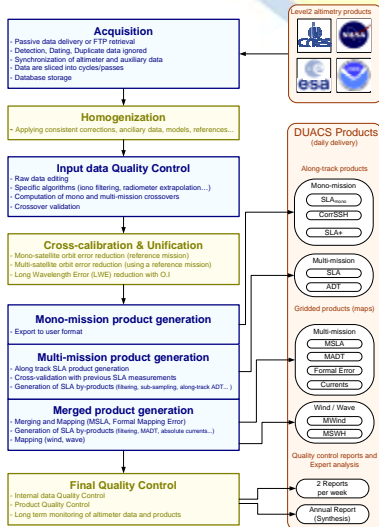 Acquisition
- Passive data delivery or FTP retrieval
- Detection, Dating, Duplicate data ignored
- Synchronization of altimeter and auxiliary data
- Data are sliced into cycles/passes
- Database storage
Homogenization
- Applying consistent corrections, ancillary data, models, references...
Input data Quality Control
- Raw data editing
- Specific algorithms (iono filtering, radiometer extrapolation...)
- Computation of mono and multi-mission crossovers
- Crossover validation
Cross-calibration & Unification
- Mono-satellite orbit error reduction (reference mission)
- Multi-satellite orbit error reduction (using a reference mission)
- Long Wavelength Error (LWE) reduction with O.I
Mono-mission product generation
- Export to user format
Multi-mission product generation
- Along track SLA product generation
- Cross-validation with previous SLA measurements
- Generation of SLA by-products (filtering, sub-sampling, along-track ADT... )
Merged product generation
- Merging and Mapping (MSLA, Formal Mapping Error)
- Generation of SLA by-products (filtering, MADT, absolute currents...)
- Mapping (wind, wave)
Final Quality Control
- Internal data Quality Control
- Product Quality Control
- Long term monitoring of altimeter data and products
Level2 altimetry products
cnes
NASA
esa
DUACS Products
(daily delivery)
Along-track products
Mono-mission
SLAmono
CorrSSH
SLA+
Multi-mission
SLA
ADT
Gridded products (maps)
Multi-mission
MSLA
MADT
Formal Error
Currents
Wind / Wave
MWind
MSWH
Quality control reports and
Expert analysis
2 Reports
per week
Annual Report
(Synthesis)